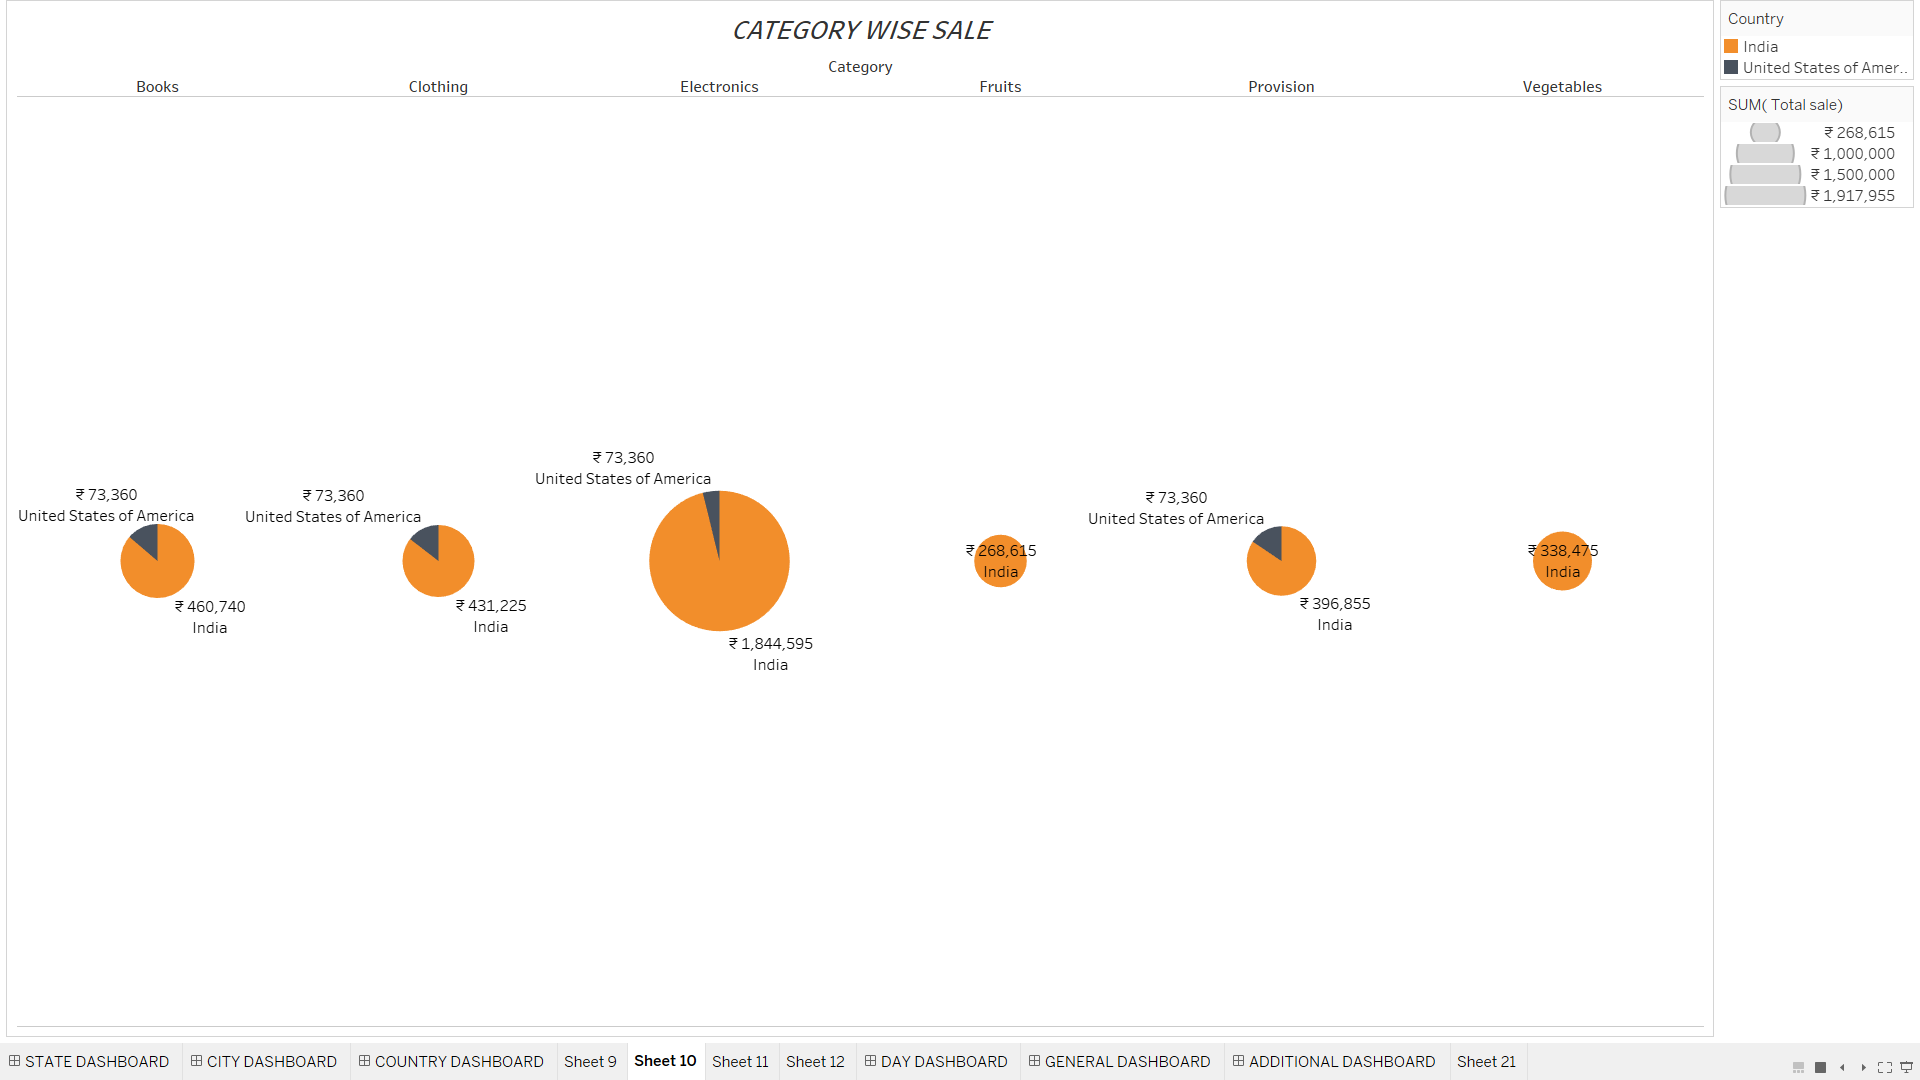 CATEGORY WISE SALE
Category
Books Clothing Electronics Fruits Provision Vegetables
₹ 73,360
United States of America
₹ 460,740
India
₹ 73,360
United States of America
₹ 431,225
India
₹ 73,360
United States of America
₹ 1,844,595
India
₹ 268,615
India
₹ 73,360
United States of America
₹ 396,855
India
₹ 338,475
India
Country
India
United States of Amer..
SUM( Total sale)
₹ 268,615
₹ 1,000,000
₹ 1,500,000
₹ 1,917,955
STATE DASHBOARD CITY DASHBOARD COUNTRY DASHBOARD Sheet 9 Sheet 10 Sheet 11 Sheet 12 DAY DASHBOARD GENERAL DASHBOARD ADDITIONAL DASHBOARD Sheet 21